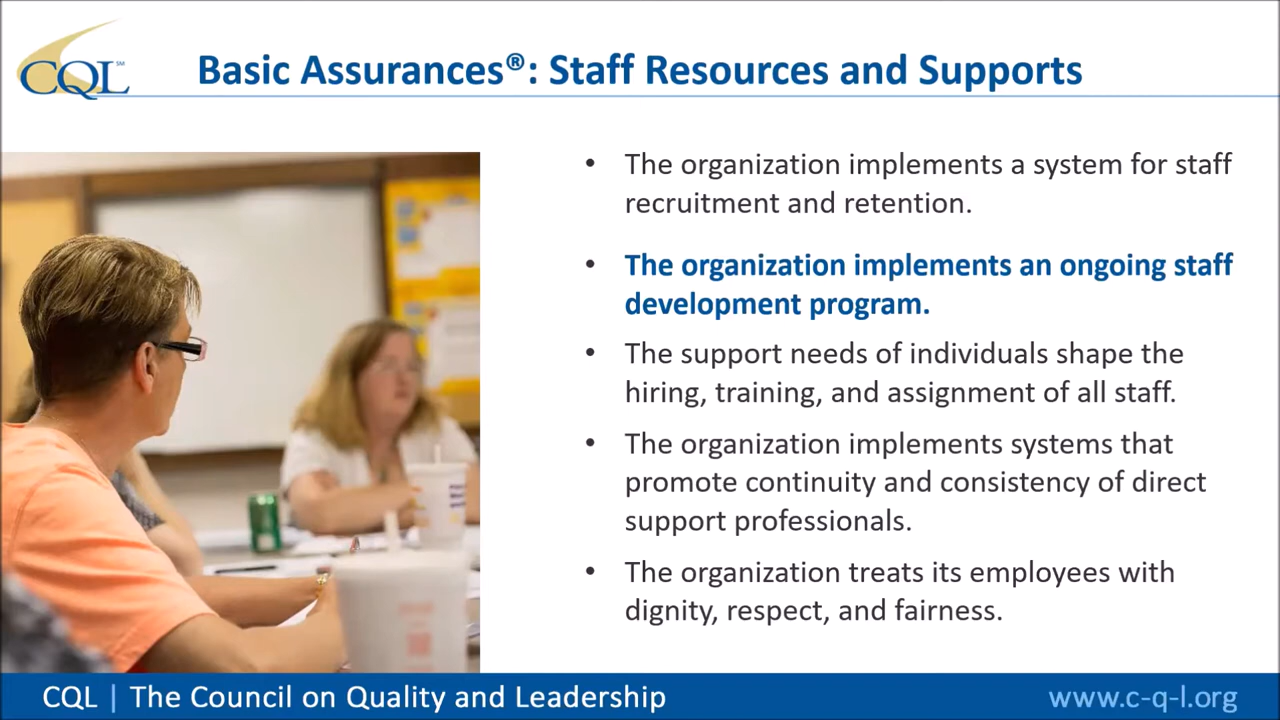 CQL℠
Basic Assurances®: Staff Resources and Supports
• The organization implements a system for staff
recruitment and retention.
• The organization implements an ongoing staff
development program.
• The support needs of individuals shape the
hiring, training, and assignment of all staff.
• The organization implements systems that
promote continuity and consistency of direct
support professionals.
• The organization treats its employees with
dignity, respect, and fairness.
CQL | The Council on Quality and Leadership
www.c-q-l.org